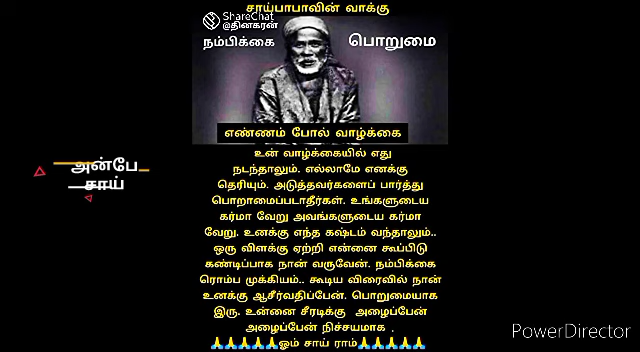 சாய்பாபாவின் வாக்கு
ShareChat
@தினகரன்
நம்பிக்கை
பொறுமை
எண்ணம் போல் வாழ்க்கை
அன்பே
சாய்
உன் வாழ்க்கையில் எது
நடந்தாலும். எல்லாமே எனக்கு
தெரியும். அடுத்தவர்களைப் பார்த்து
பொறாமைப்படாதீர்கள். உங்களுடைய
கர்மா வேறு அவங்களுடைய கர்மா
வேறு. உனக்கு எந்த கஷ்டம் வந்தாலும்..
ஒரு விளக்கு ஏற்றி என்னை கூப்பிடு
கண்டிப்பாக நான் வருவேன். நம்பிக்கை
ரொம்ப முக்கியம்.. கூடிய விரைவில் நான்
உனக்கு ஆசீர்வதிப்பேன். பொறுமையாக
இரு. உன்னை சீரடிக்கு அழைப்பேன்
அழைப்பேன் நிச்சயமாக .
🙏🙏🙏🙏🙏ஓம் சாய் ராம்🙏🙏🙏🙏🙏
PowerDirector